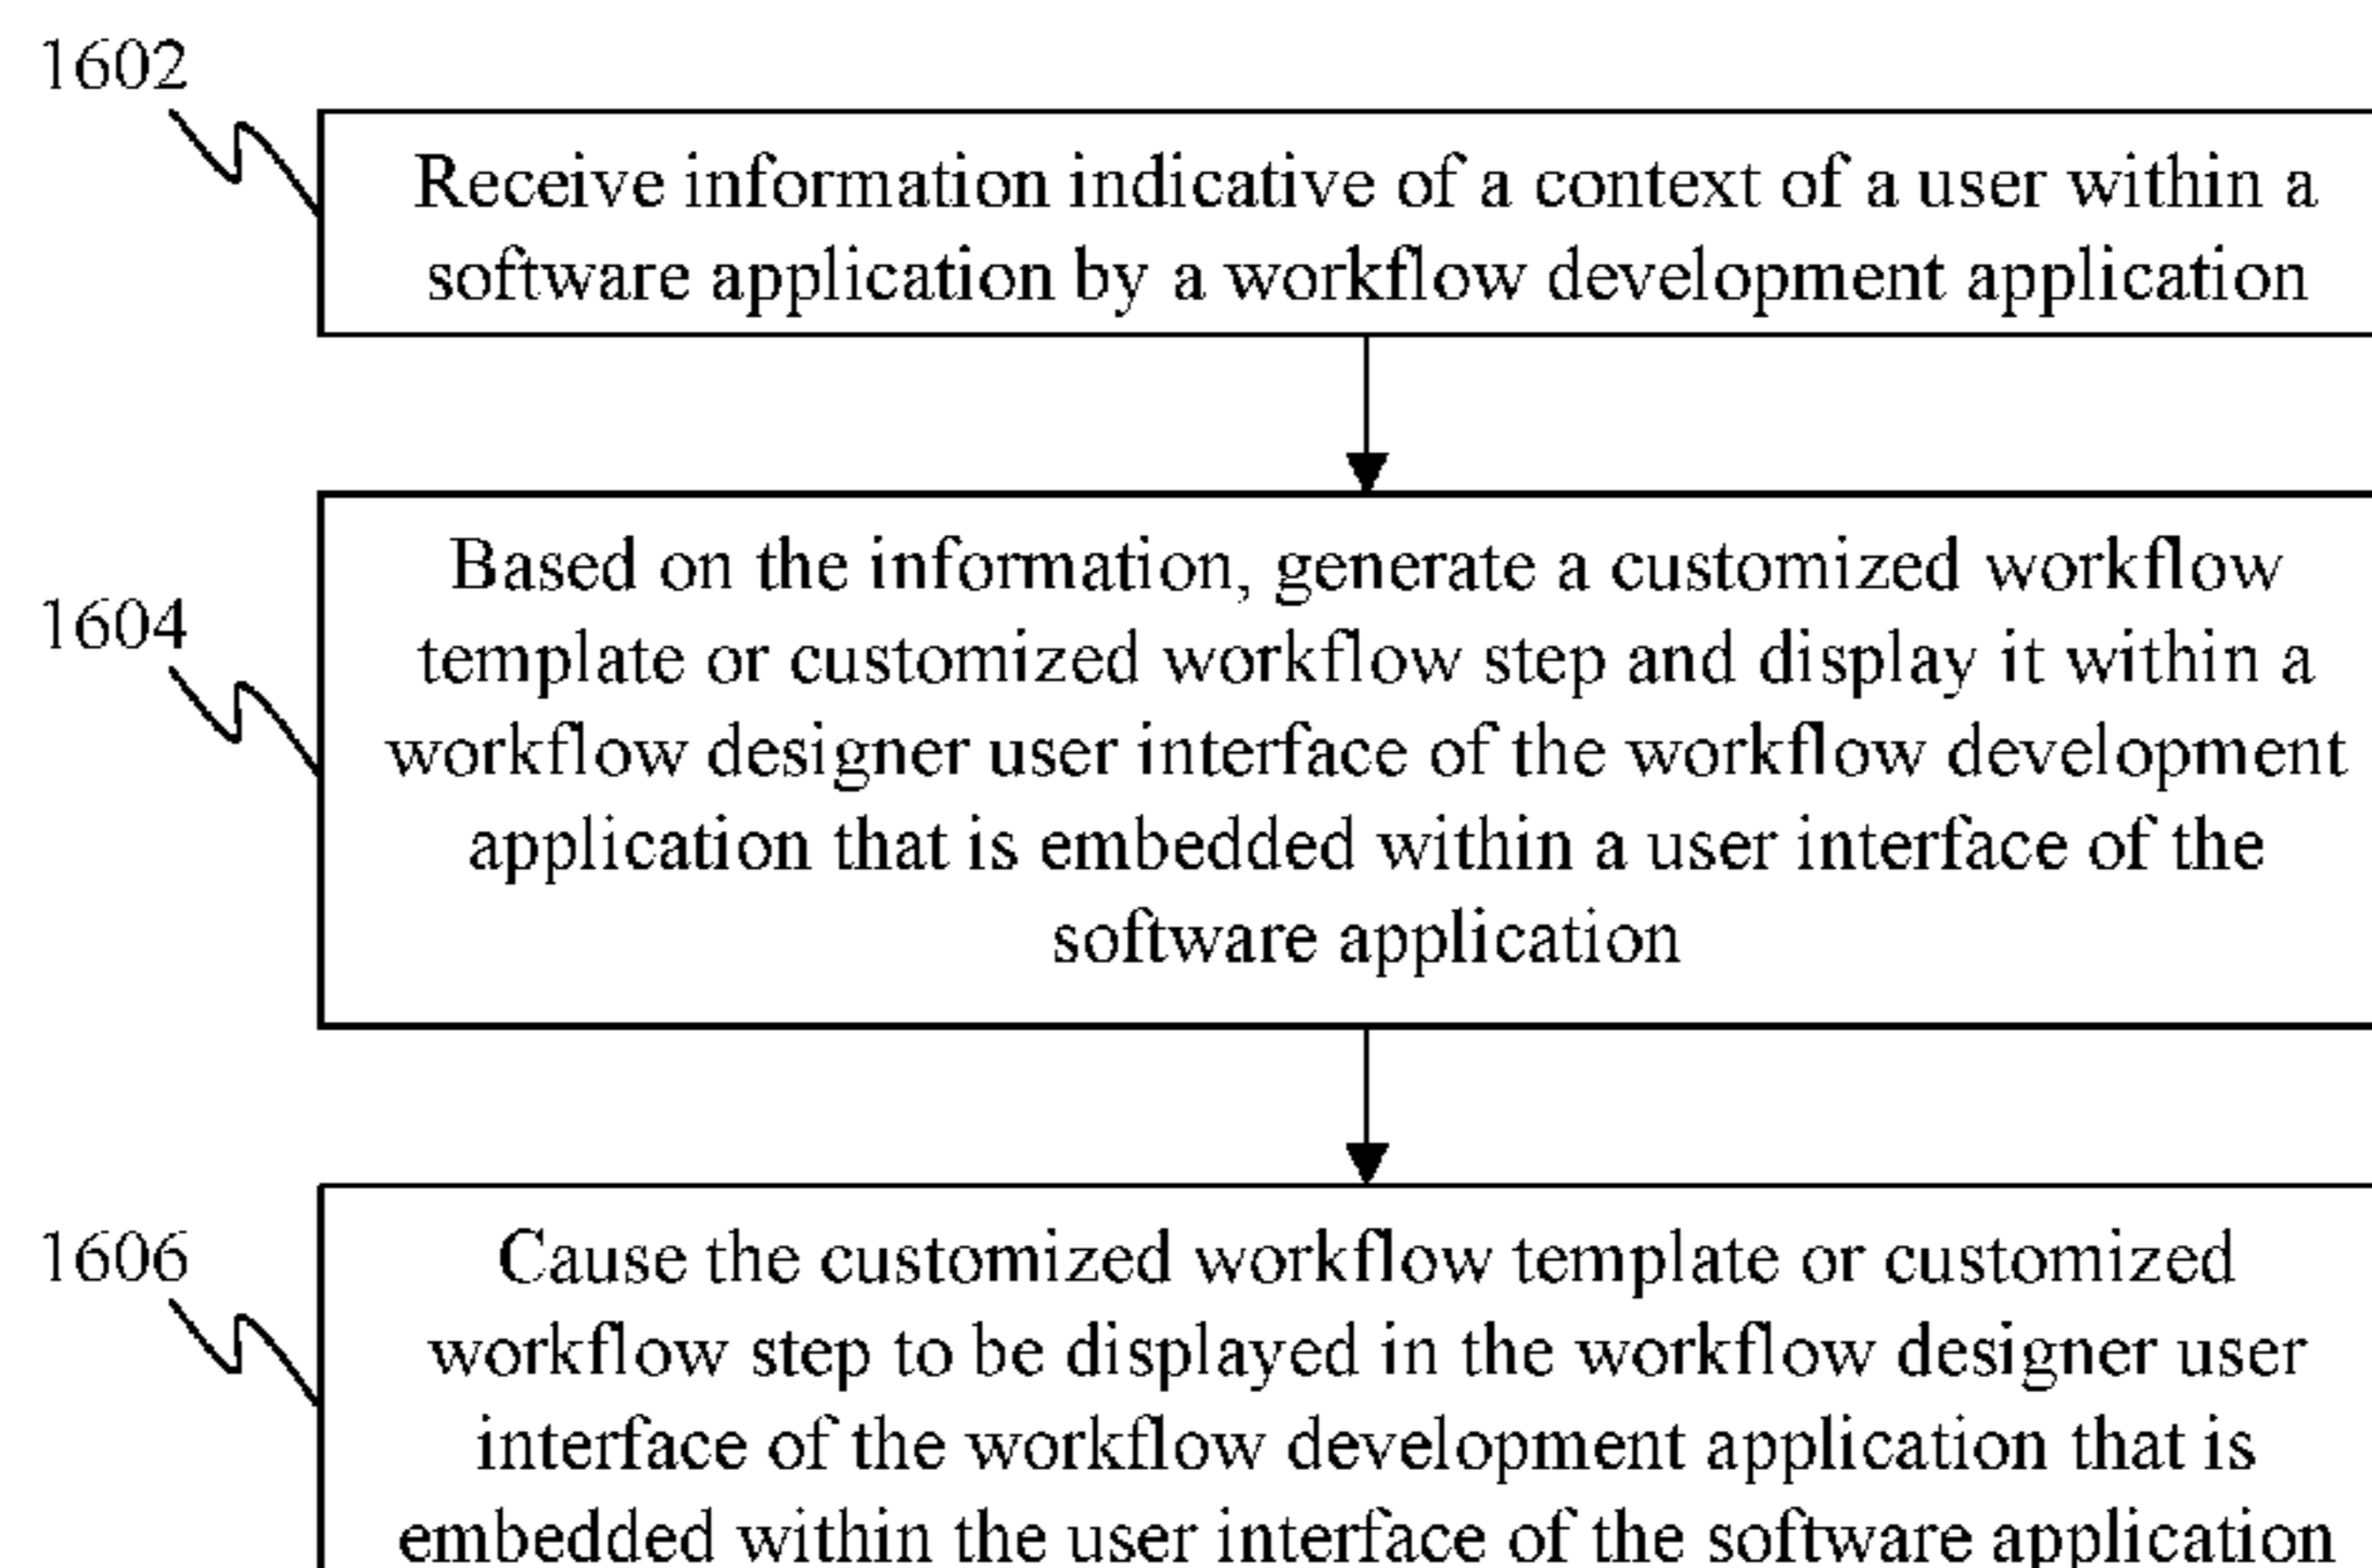 1602
Receive information indicative of a context of a user within a
software application by a workflow development application
1604
Based on the information, generate a customized workflow
template or customized workflow step and display it within a
workflow designer user interface of the workflow development
application that is embedded within a user interface of the
software application
1606
Cause the customized workflow template or customized
workflow step to be displayed in the workflow designer user
interface of the workflow development application that is
embedded within the user interface of the software application